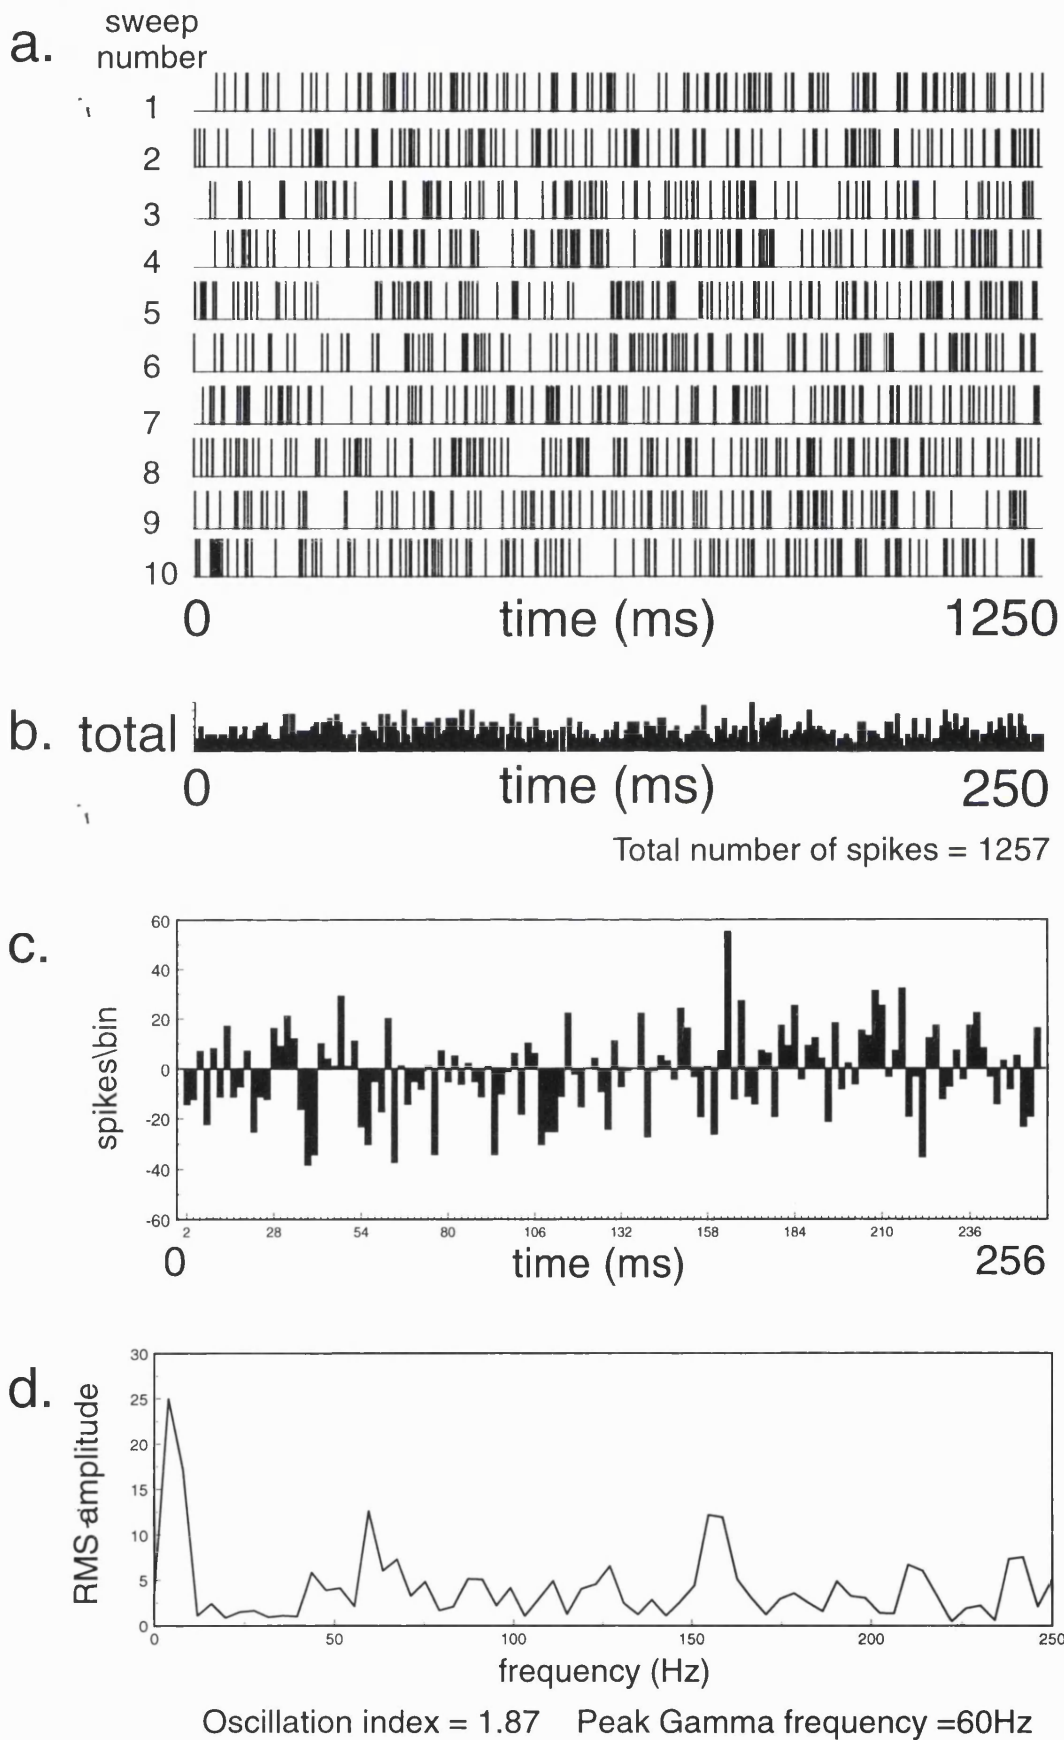 a.
sweep
number
1
2
3
4
5
6
7
8
9
10
0 time (ms) 1250
b. total
0 time (ms) 250
Total number of spikes = 1257
c.
spikes\bin
60
40
20
0
-20
-40
-60
2 28 54 80 106 132 158 184 210 236
0 time (ms) 256
d.
RMS-amplitude
30
25
20
15
10
5
0
0 50 100 150 200 250
frequency (Hz)
Oscillation index = 1.87 Peak Gamma frequency =60Hz